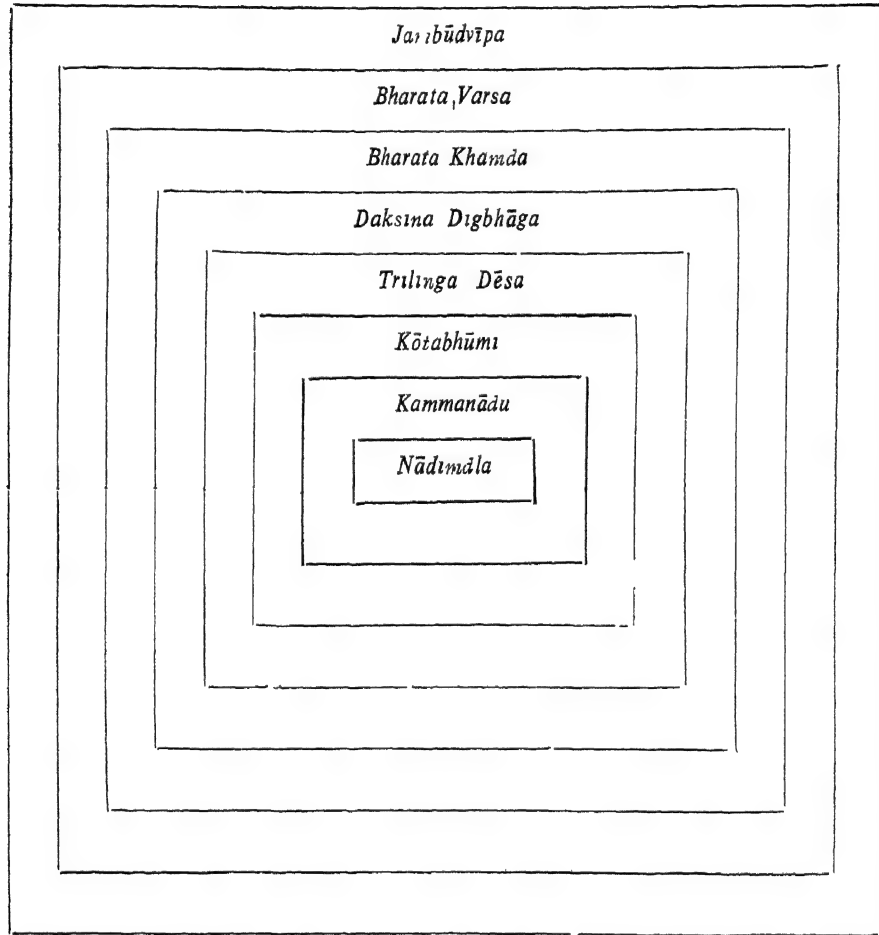 Jambūdvīpa
Bharata Varsa
Bharata Khamda
Daksina Digbhāga
Trilinga Dēsa
Kōtabhūmi
Kammanādu
Nādimdla